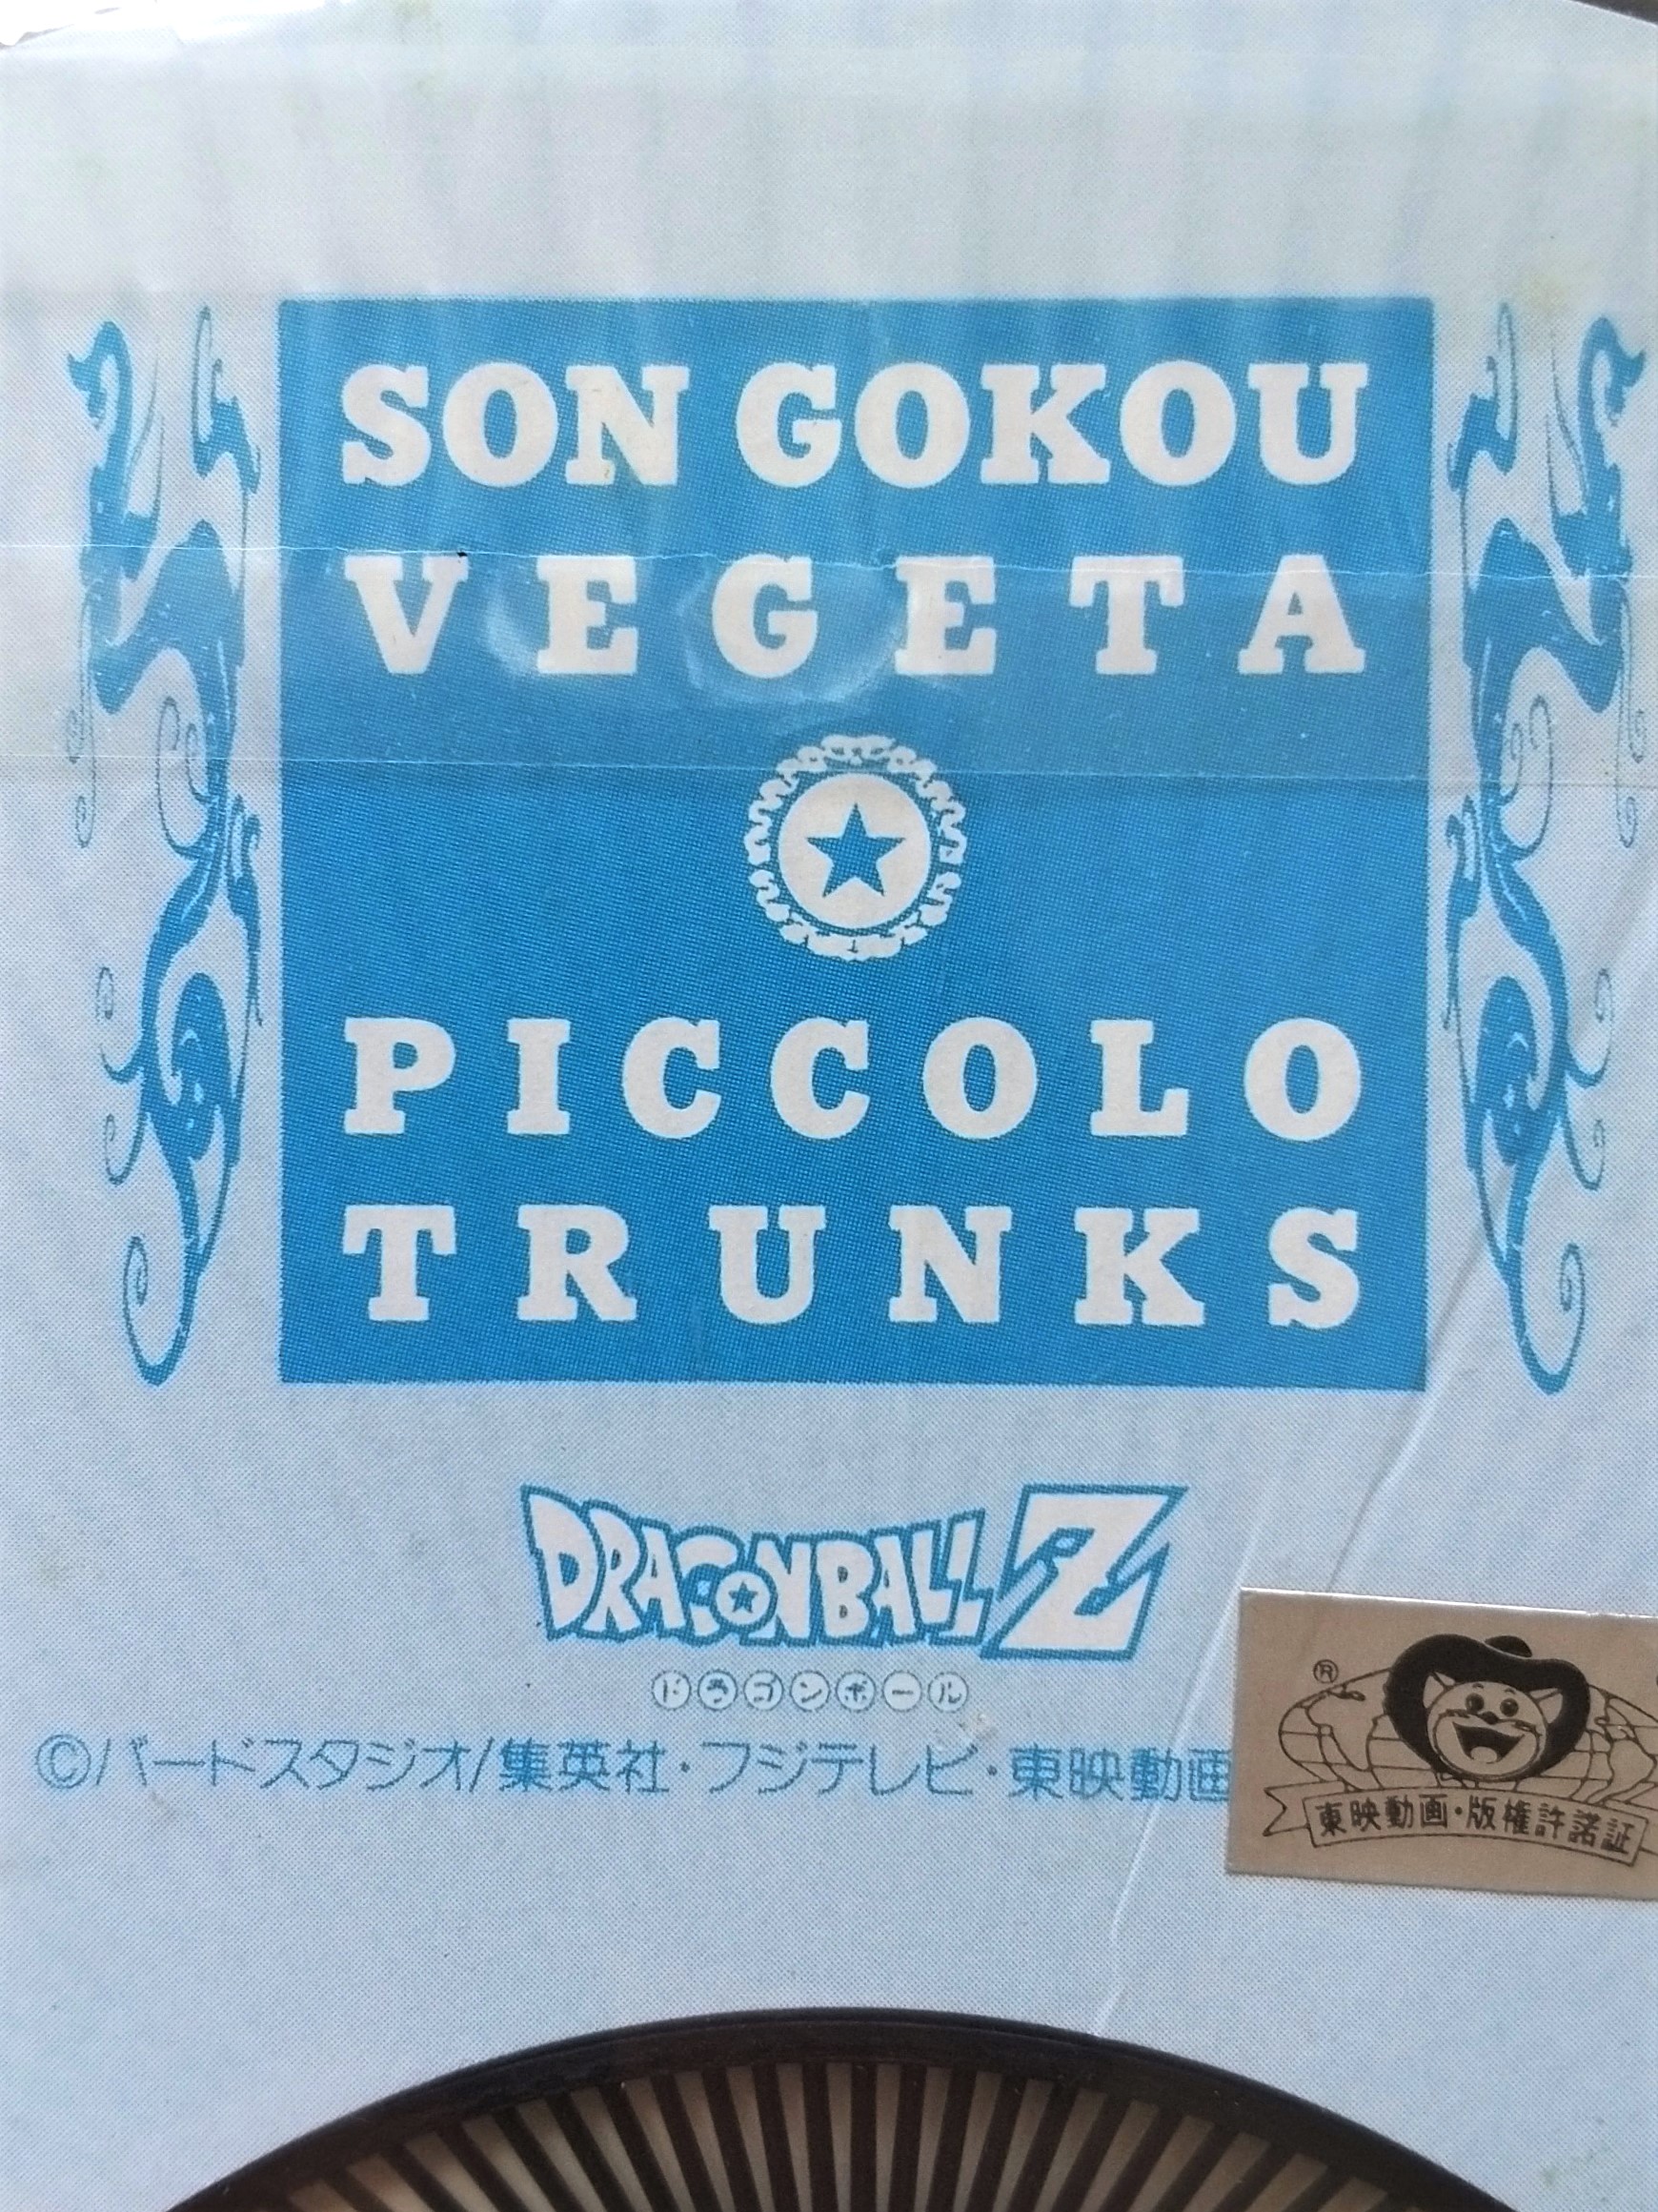 SON GOKOU
VEGETA
PICCOLO
TRUNKS
DRAGONBALL Z
ドラゴンボール
©バードスタジオ/集英社・フジテレビ・東映動画
®
東映動画・版権許諾証